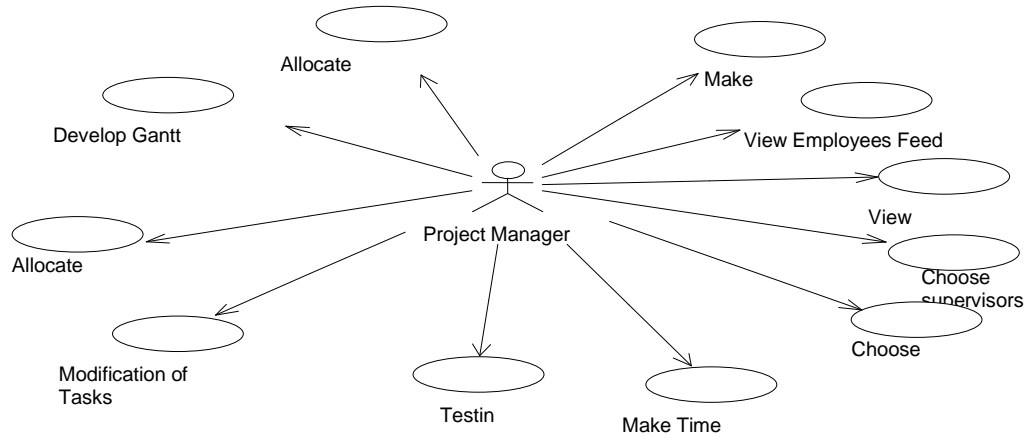 Allocate
Make
Develop Gantt
View Employees Feed
View
Project Manager
Allocate
Choose
supervisors
Choose
Modification of
Tasks
Testin
Make Time